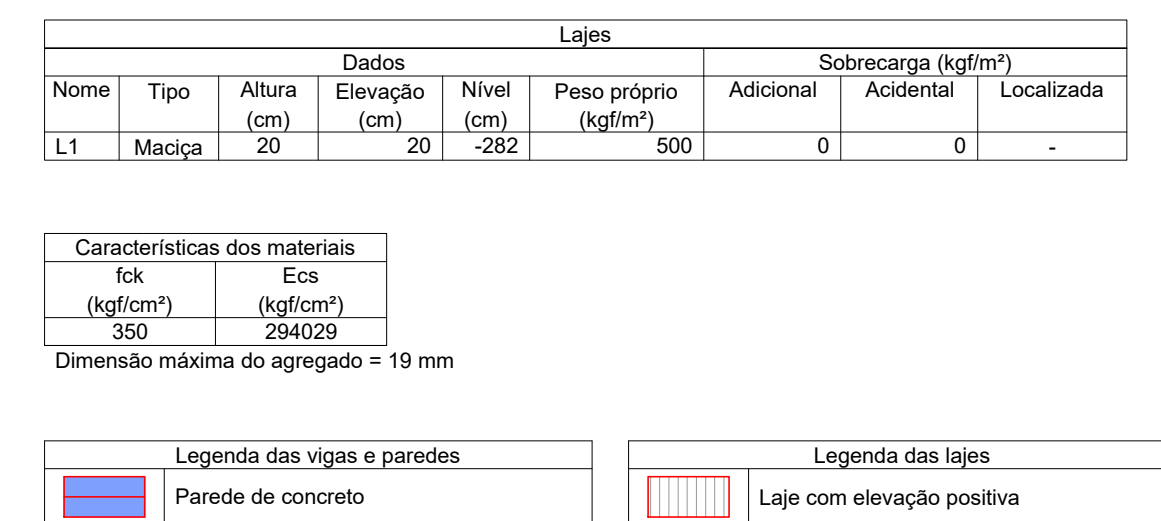 Lajes
Dados Sobrecarga (kgf/m²)
Nome Tipo Altura Elevação Nível Peso próprio Adicional Acidental Localizada
(cm) (cm) (cm) (kgf/m²)
L1 Maciça 20 20 -282 500 0 0 -
Características dos materiais
fck Ecs
(kgf/cm²) (kgf/cm²)
350 294029
Dimensão máxima do agregado = 19 mm
Legenda das vigas e paredes Legenda das lajes
Parede de concreto Laje com elevação positiva